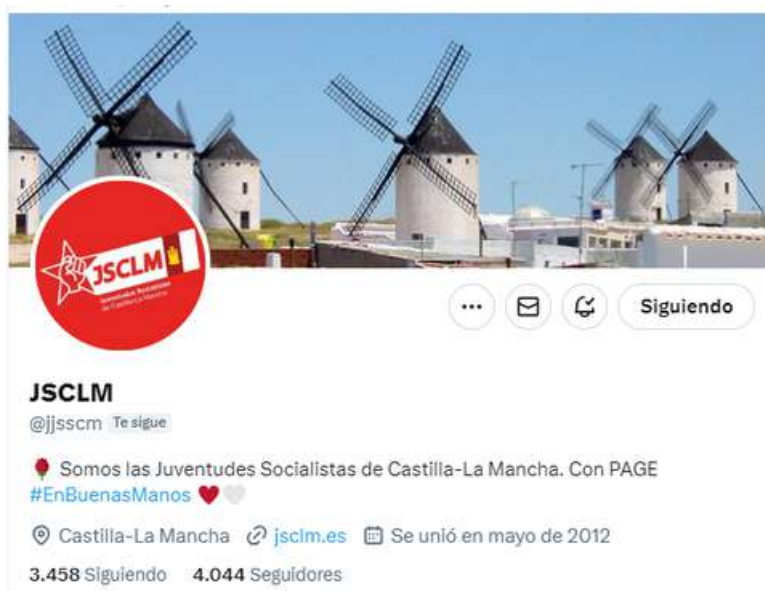 JSCLM
Juventudes Socialistas
de Castilla-La Mancha
Siguiendo
JSCLM
@jjsscm Te sigue
Somos las Juventudes Socialistas de Castilla-La Mancha. Con PAGE
#EnBuenasManos
Castilla-La Mancha jsclm.es Se unió en mayo de 2012
3.458 Siguiendo 4.044 Seguidores